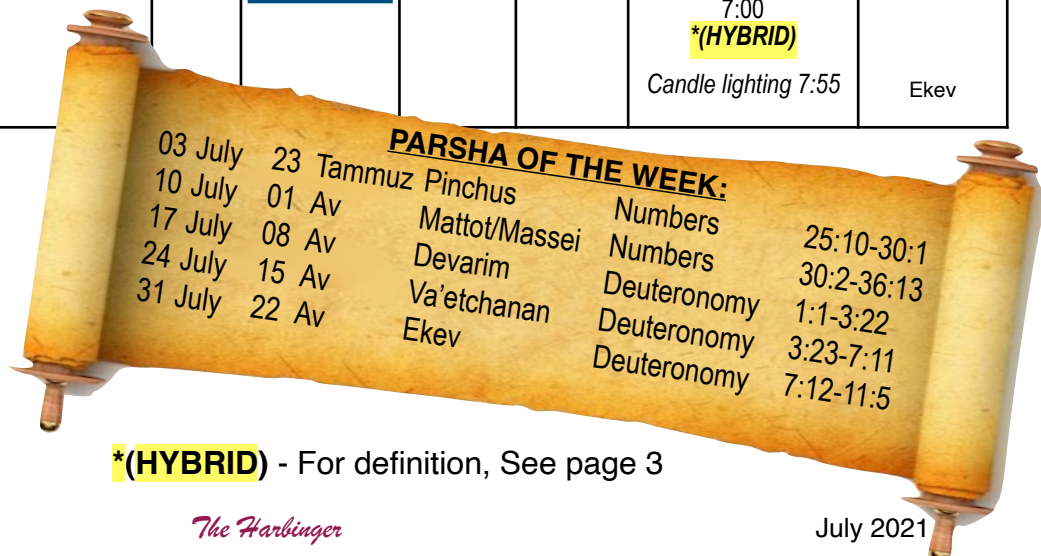 7:00
*(HYBRID)
Candle lighting 7:55
Ekev
PARSHA OF THE WEEK:
03 July 23 Tammuz Pinchus Numbers 25:10-30:1
10 July 01 Av Mattot/Massei Numbers 30:2-36:13
17 July 08 Av Devarim Deuteronomy 1:1-3:22
24 July 15 Av Va'etchanan Deuteronomy 3:23-7:11
31 July 22 Av Ekev Deuteronomy 7:12-11:5
*(HYBRID) - For definition, See page 3
The Harbinger July 2021